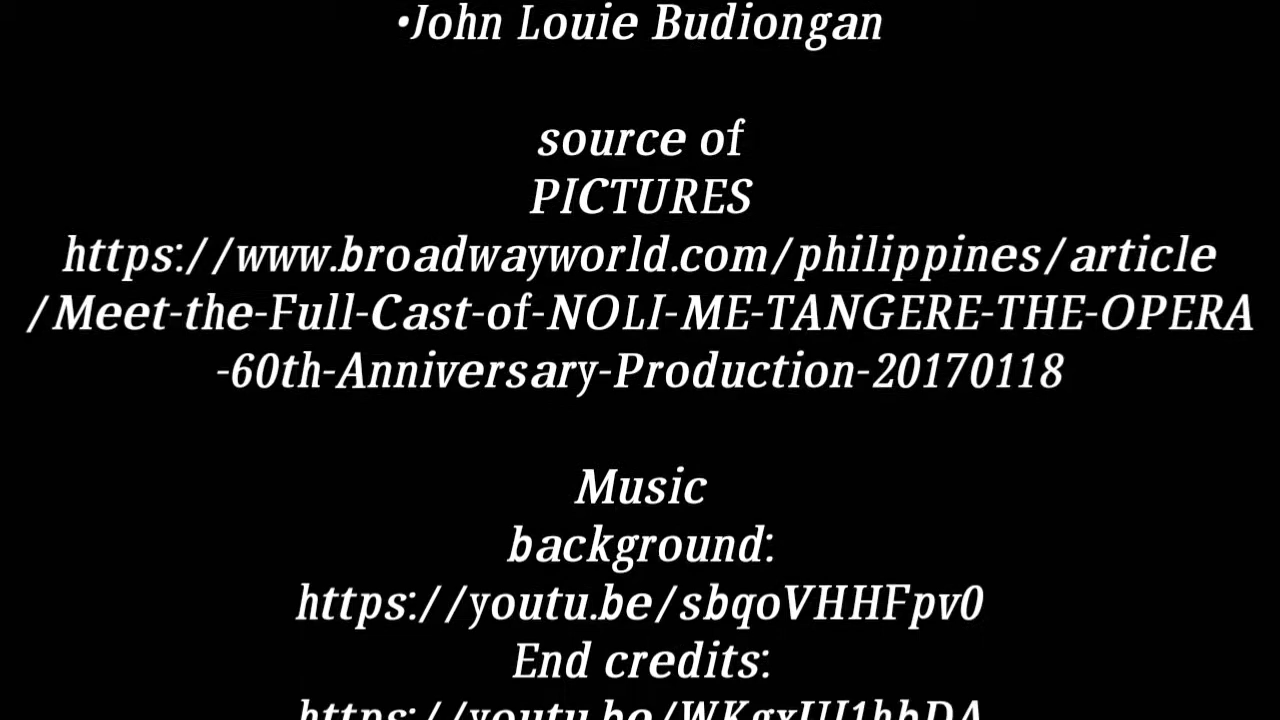 •John Louie Budiongan
source of
PICTURES
https://www.broadwayworld.com/philippines/article
/Meet-the-Full-Cast-of-NOLI-ME-TANGERE-THE-OPERA
-60th-Anniversary-Production-20170118
Music
background:
https://youtu.be/sbqoVHHFpv0
End credits: